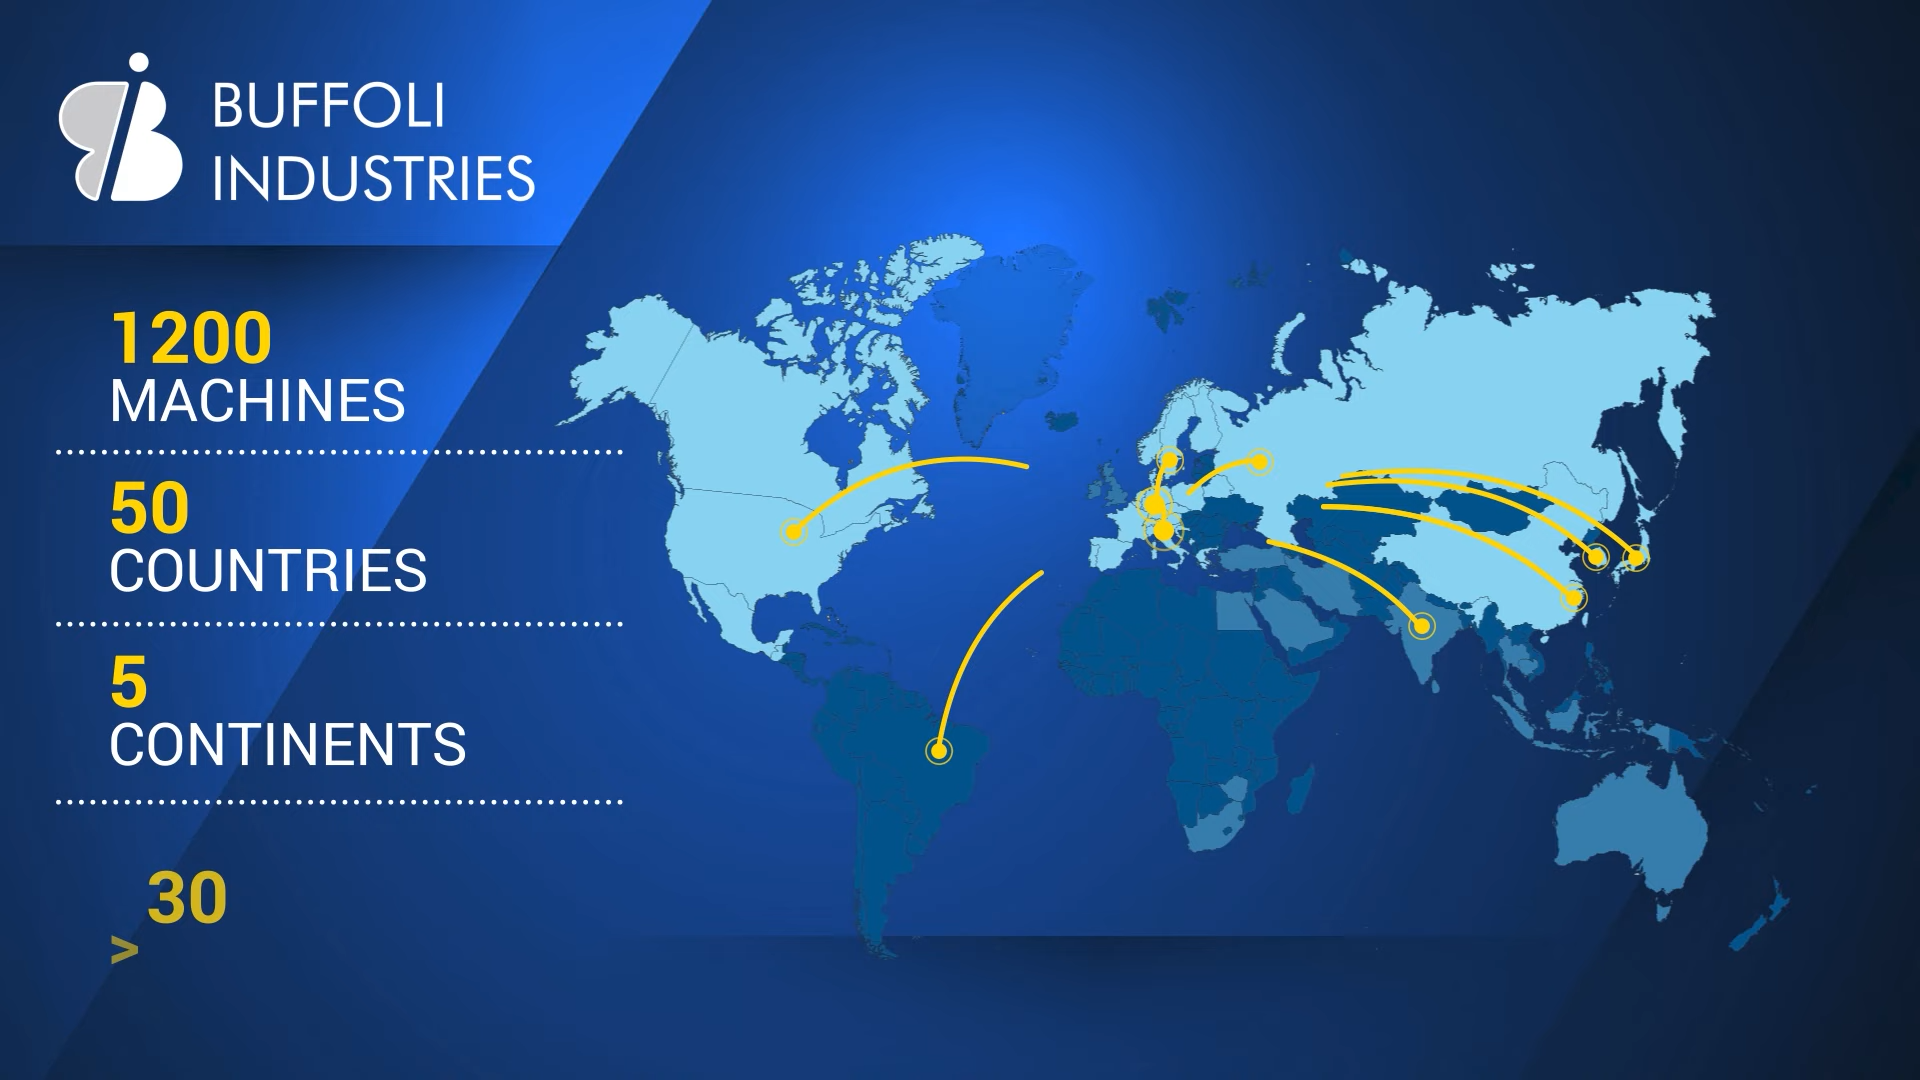 BUFFOLI
INDUSTRIES
1200
MACHINES
50
COUNTRIES
5
CONTINENTS
> 30